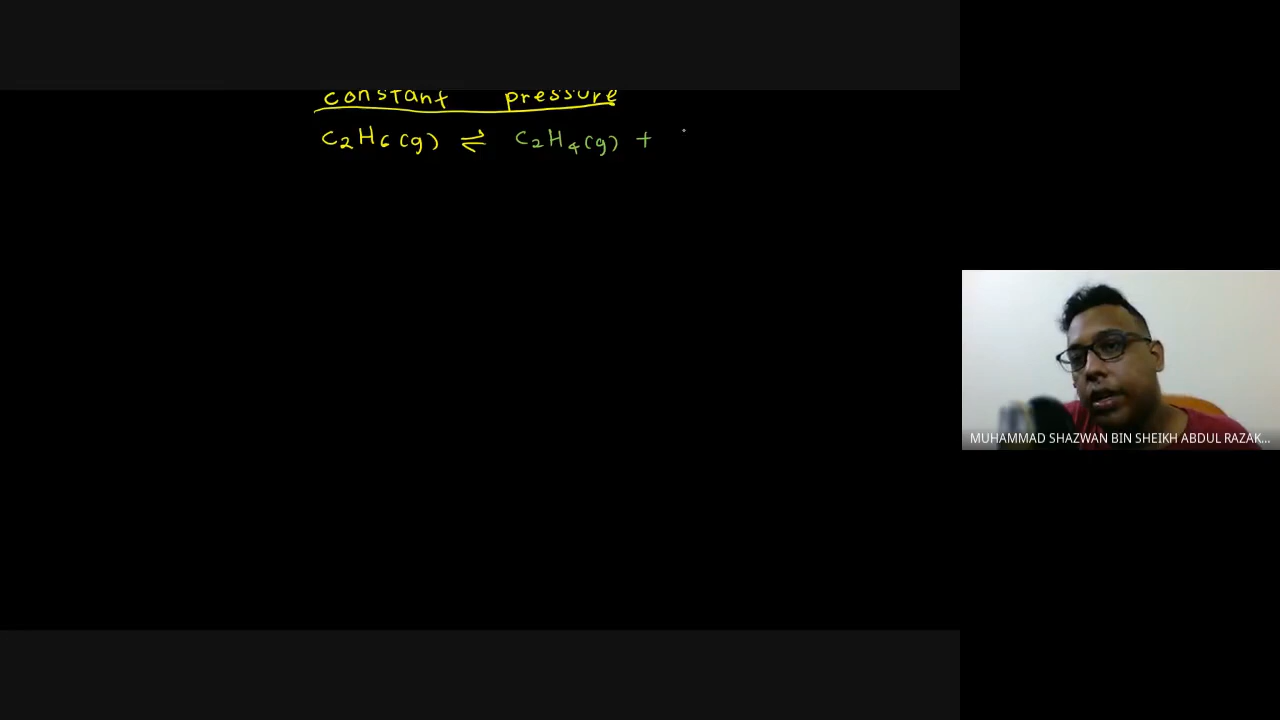 constant pressure
C₂H₆(g) ⇌ C₂H₄(g) +
MUHAMMAD SHAZWAN BIN SHEIKH ABDUL RAZAK...